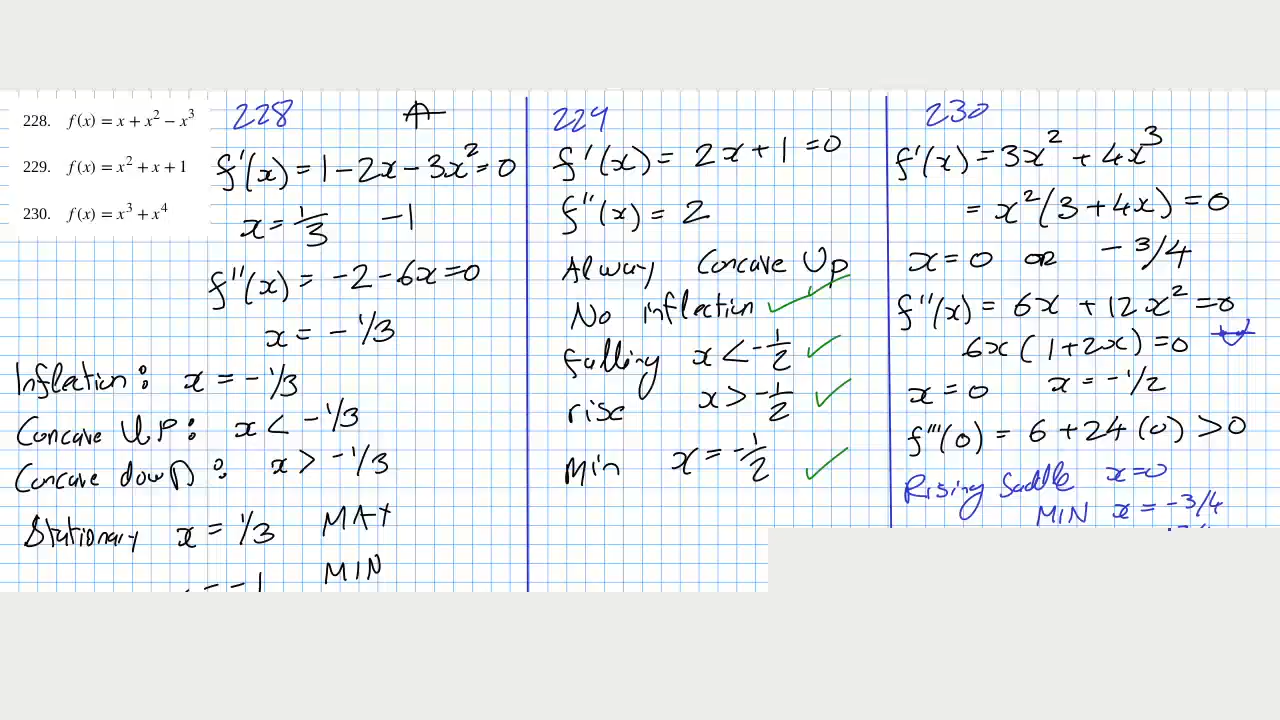 228. f(x) = x + x² − x³
229. f(x) = x² + x + 1
230. f(x) = x³ + x⁴
228 A
f'(x) = 1 − 2x − 3x² = 0
x = 1/3 −1
f''(x) = −2 − 6x = 0
x = −1/3
Inflection: x = −1/3
Concave UP: x < −1/3
Concave down: x > −1/3
Stationary x = 1/3 MAX
= −1 MIN
229
f'(x) = 2x + 1 = 0
f''(x) = 2
Alway Concave Up
No inflection ✓
falling x < −1/2 ✓
rise x > −1/2 ✓
Min x = −1/2 ✓
230
f'(x) = 3x² + 4x³
= x²(3 + 4x) = 0
x = 0 or −3/4
f''(x) = 6x + 12x² = 0
6x(1 + 2x) = 0
x = 0 x = −1/2
f'''(0) = 6 + 24(0) > 0
Rising Saddle x = 0
MIN x = −3/4